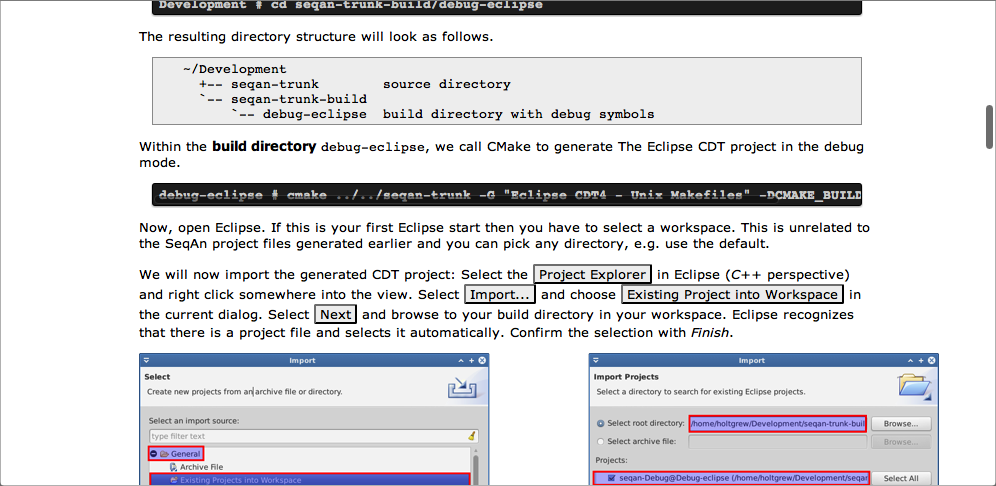 Development # cd seqan-trunk-build/debug-eclipse
The resulting directory structure will look as follows.
~/Development
+-- seqan-trunk        source directory
`-- seqan-trunk-build
`-- debug-eclipse  build directory with debug symbols
Within the build directory debug-eclipse, we call CMake to generate The Eclipse CDT project in the debug
mode.
debug-eclipse # cmake ../../seqan-trunk -G "Eclipse CDT4 - Unix Makefiles" -DCMAKE_BUILD
Now, open Eclipse. If this is your first Eclipse start then you have to select a workspace. This is unrelated to
the SeqAn project files generated earlier and you can pick any directory, e.g. use the default.
We will now import the generated CDT project: Select the Project Explorer in Eclipse (C++ perspective)
and right click somewhere into the view. Select Import... and choose Existing Project into Workspace in
the current dialog. Select Next and browse to your build directory in your workspace. Eclipse recognizes
that there is a project file and selects it automatically. Confirm the selection with Finish.
Import
Select
Create new projects from an archive file or directory.
Select an import source:
type filter text
General
Archive File
Existing Projects into Workspace
Import
Import Projects
Select a directory to search for existing Eclipse projects.
Select root directory: /home/holtgrew/Development/seqan-trunk-buil Browse...
Select archive file: Browse...
Projects:
seqan-Debug@Debug-eclipse (/home/holtgrew/Development/seqan Select All